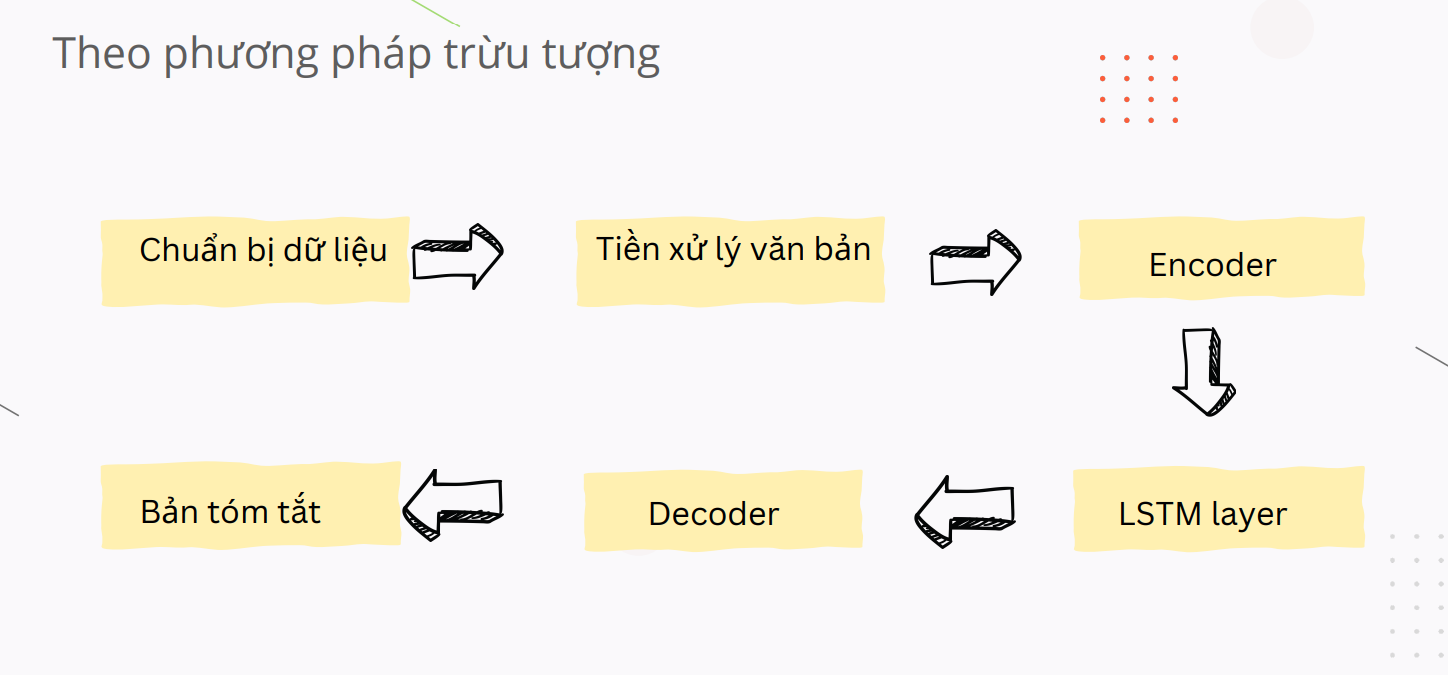 Theo phương pháp trừu tượng
Chuẩn bị dữ liệu
Tiền xử lý văn bản
Encoder
LSTM layer
Decoder
Bản tóm tắt